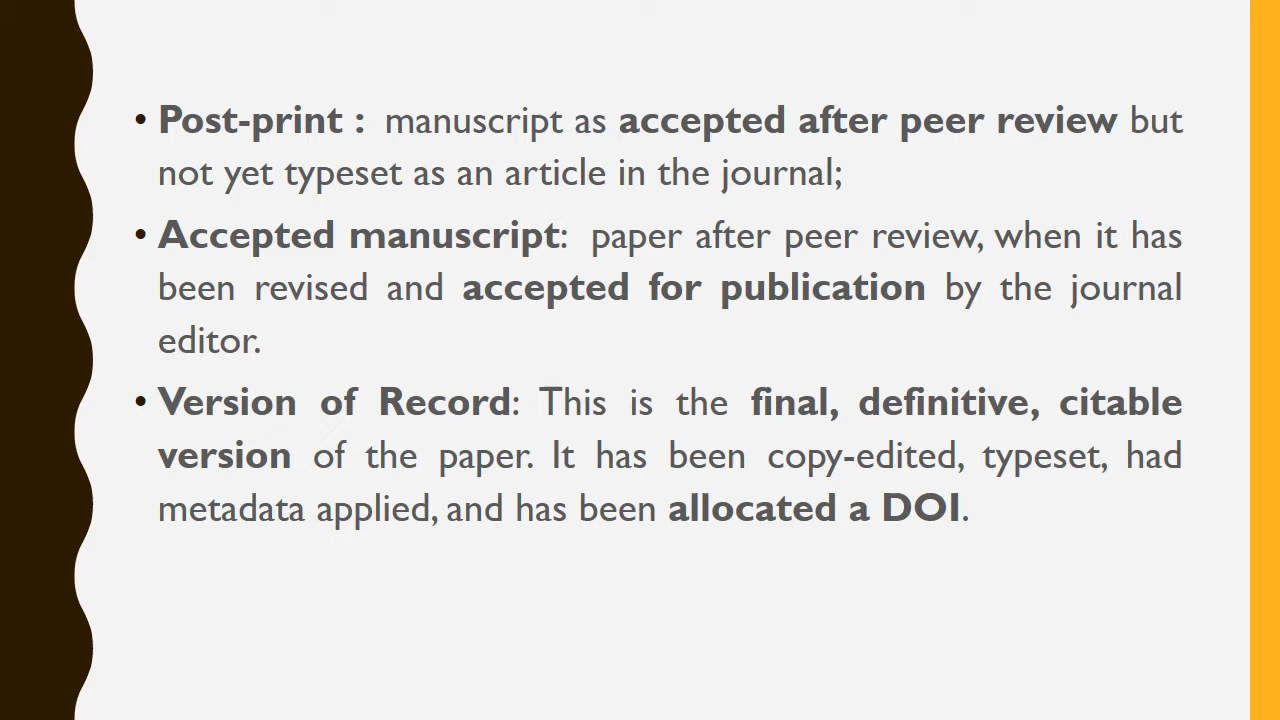 • Post-print : manuscript as accepted after peer review but
not yet typeset as an article in the journal;
• Accepted manuscript: paper after peer review, when it has
been revised and accepted for publication by the journal
editor.
• Version of Record: This is the final, definitive, citable
version of the paper. It has been copy-edited, typeset, had
metadata applied, and has been allocated a DOI.